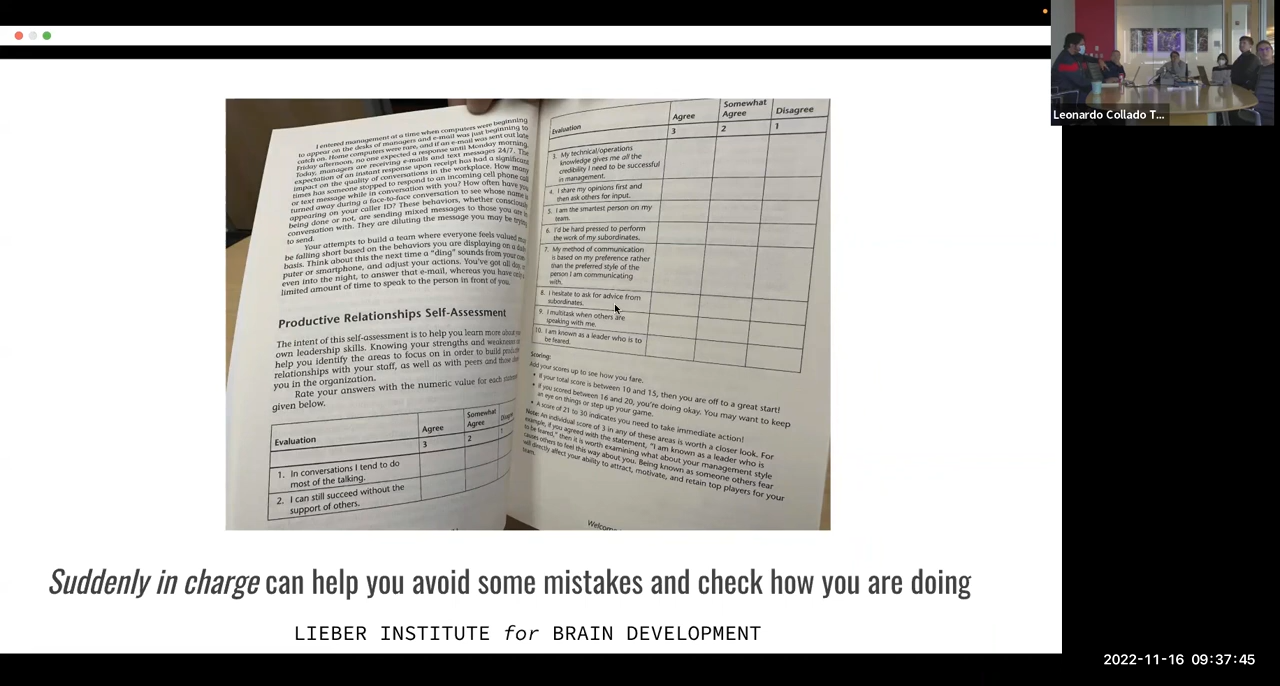 Leonardo Collado T...
I entered management at a time when computers were beginning
to appear on the desks of managers and e-mail was just beginning to
catch on. Home computers were rare, and if an e-mail was sent out late
Friday afternoon, no one expected a response until Monday morning.
Today, managers are receiving e-mails and text messages 24/7. The
expectation of an instant response upon receipt has had a significant
impact on the quality of conversations in the workplace. How many
times has someone stopped to respond to an incoming cell phone call
or text message while in conversation with you? How often have you
turned away during a face-to-face conversation to see whose name is
appearing on your caller ID? These behaviors, whether consciously
being done or not, are sending mixed messages to those you are in
conversation with. They are diluting the message you may be trying
to send.
Your attempts to build a team where everyone feels valued may
be falling short based on the behaviors you are displaying on a
basis. Think about this the next time a "ding" sounds from your
puter or smartphone, and adjust your actions. You've got all day,
even into the night, to answer that e-mail, whereas you have only
limited amount of time to speak to the person in front of you.
Productive Relationships Self-Assessment
The intent of this self-assessment is to help you learn more about
own leadership skills. Knowing your strengths and weaknesses
help you identify the areas to focus on in order to build
relationships with your staff, as well as with peers and
you in the organization.
Rate your answers with the numeric value for each
given below.
Evaluation
Agree
3
Somewhat
Agree
2
1
1. In conversations I tend to do
most of the talking.
2. I can still succeed without the
support of others.
Evaluation
Agree
3
Somewhat
Agree
2
Disagree
1
3. My technical/operations
knowledge gives me all the
credibility I need to be successful
in management.
4. I share my opinions first and
then ask others for input.
5. I am the smartest person on my
team.
6. I'd be hard pressed to perform
the work of my subordinates.
7. My method of communication
is based on my preference rather
than the preferred style of the
person I am communicating
with.
8. I hesitate to ask for advice from
subordinates.
9. I multitask when others are
speaking with me.
10. I am known as a leader who is to
be feared.
Scoring:
Add your scores up to see how you fare.
• If your total score is between 10 and 15, then you are off to a great start!
• If you scored between 16 and 20, you're doing okay. You may want to keep
an eye on things or step up your game.
• A score of 21 to 30 indicates you need to take immediate action!
Note: An individual score of 3 in any of these areas is worth a closer look. For
example, if you agreed with the statement, "I am known as a leader who is
to be feared," then it is worth examining what about your management style
causes others to feel this way about you. Being known as someone others fear
will directly affect your ability to attract, motivate, and retain top players for your
team.
Suddenly in charge can help you avoid some mistakes and check how you are doing
LIEBER INSTITUTE for BRAIN DEVELOPMENT
2022-11-16 09:37:45